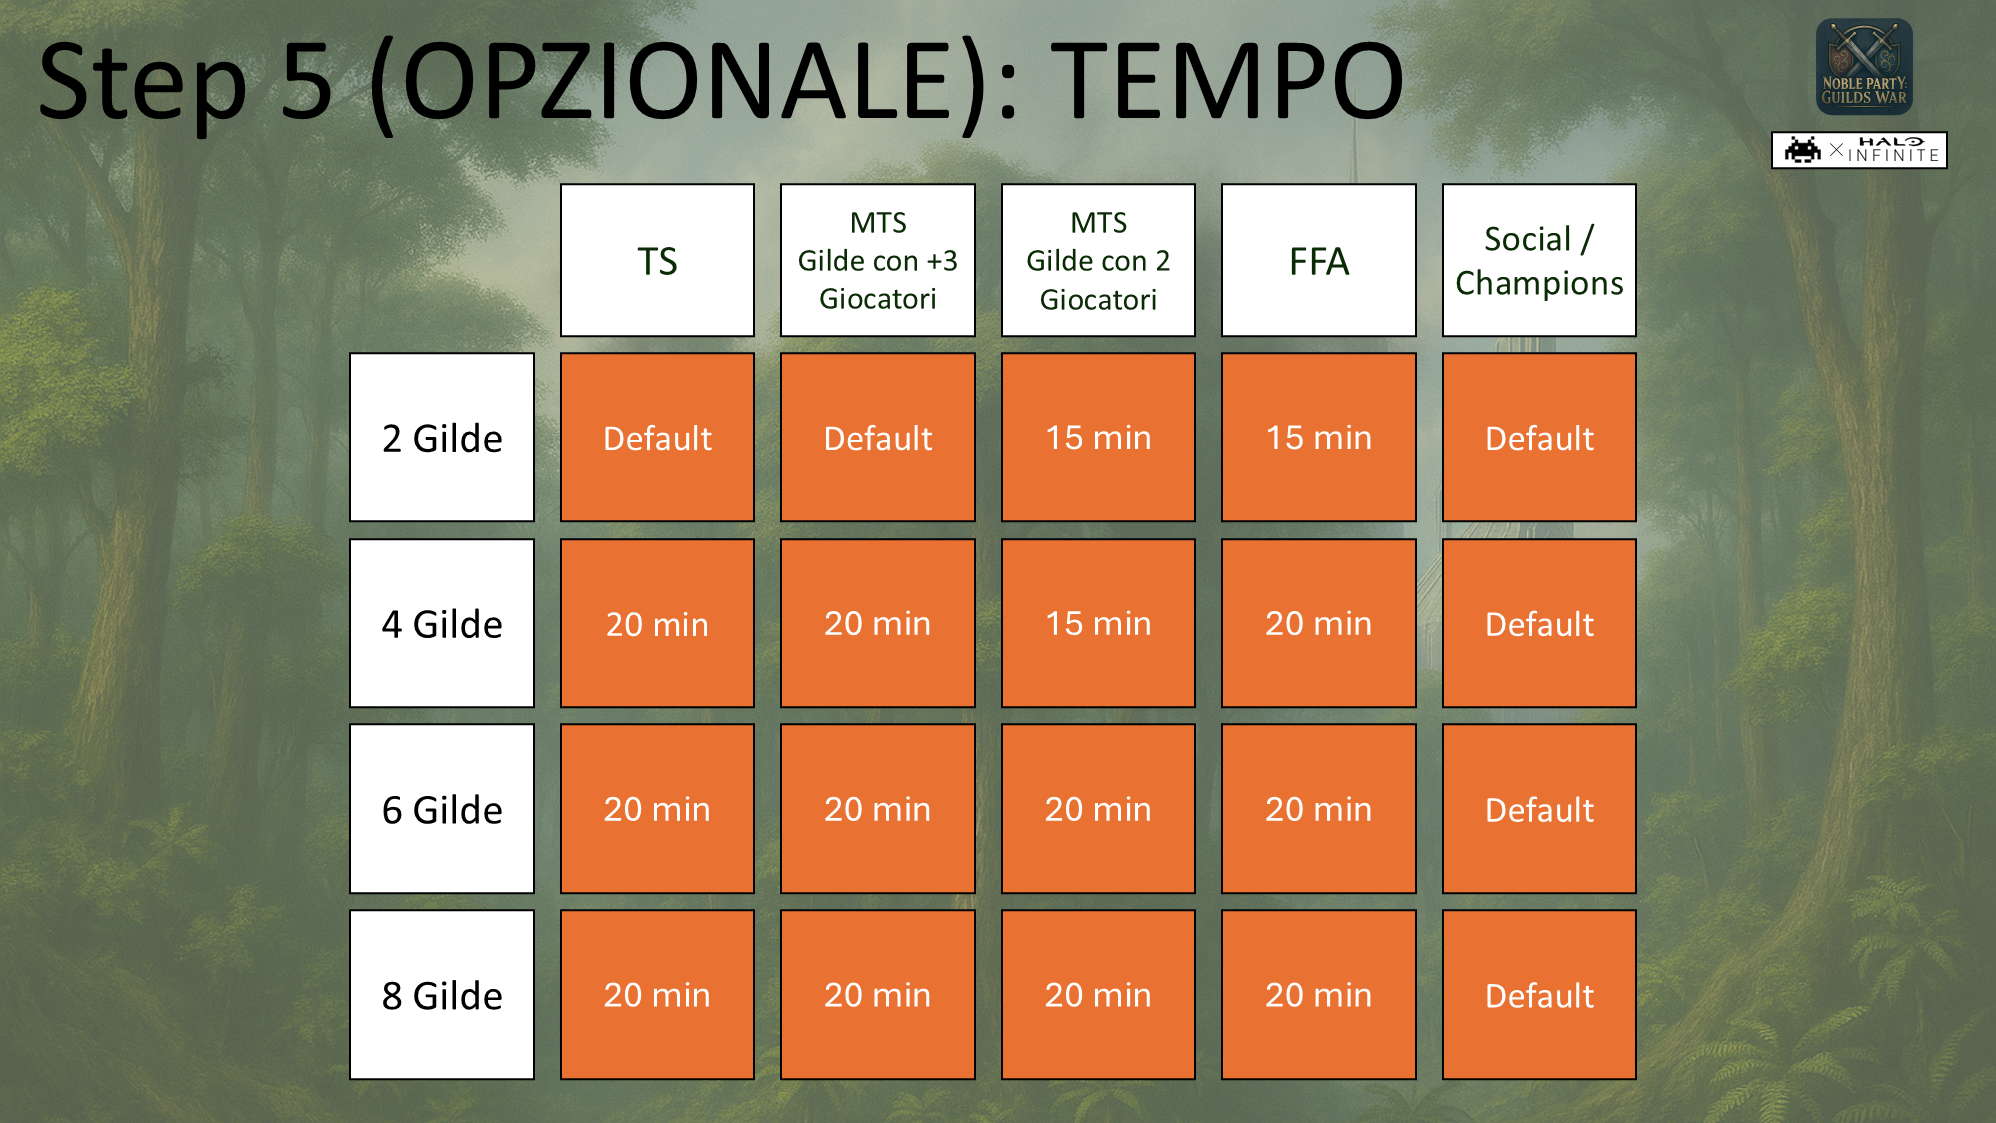 Step 5 (OPZIONALE): TEMPO
NOBLE PARTY:
GUILDS WAR
× HALO
INFINITE
TS
MTS
Gilde con +3
Giocatori
MTS
Gilde con 2
Giocatori
FFA
Social /
Champions
2 Gilde
Default
Default
15 min
15 min
Default
4 Gilde
20 min
20 min
15 min
20 min
Default
6 Gilde
20 min
20 min
20 min
20 min
Default
8 Gilde
20 min
20 min
20 min
20 min
Default